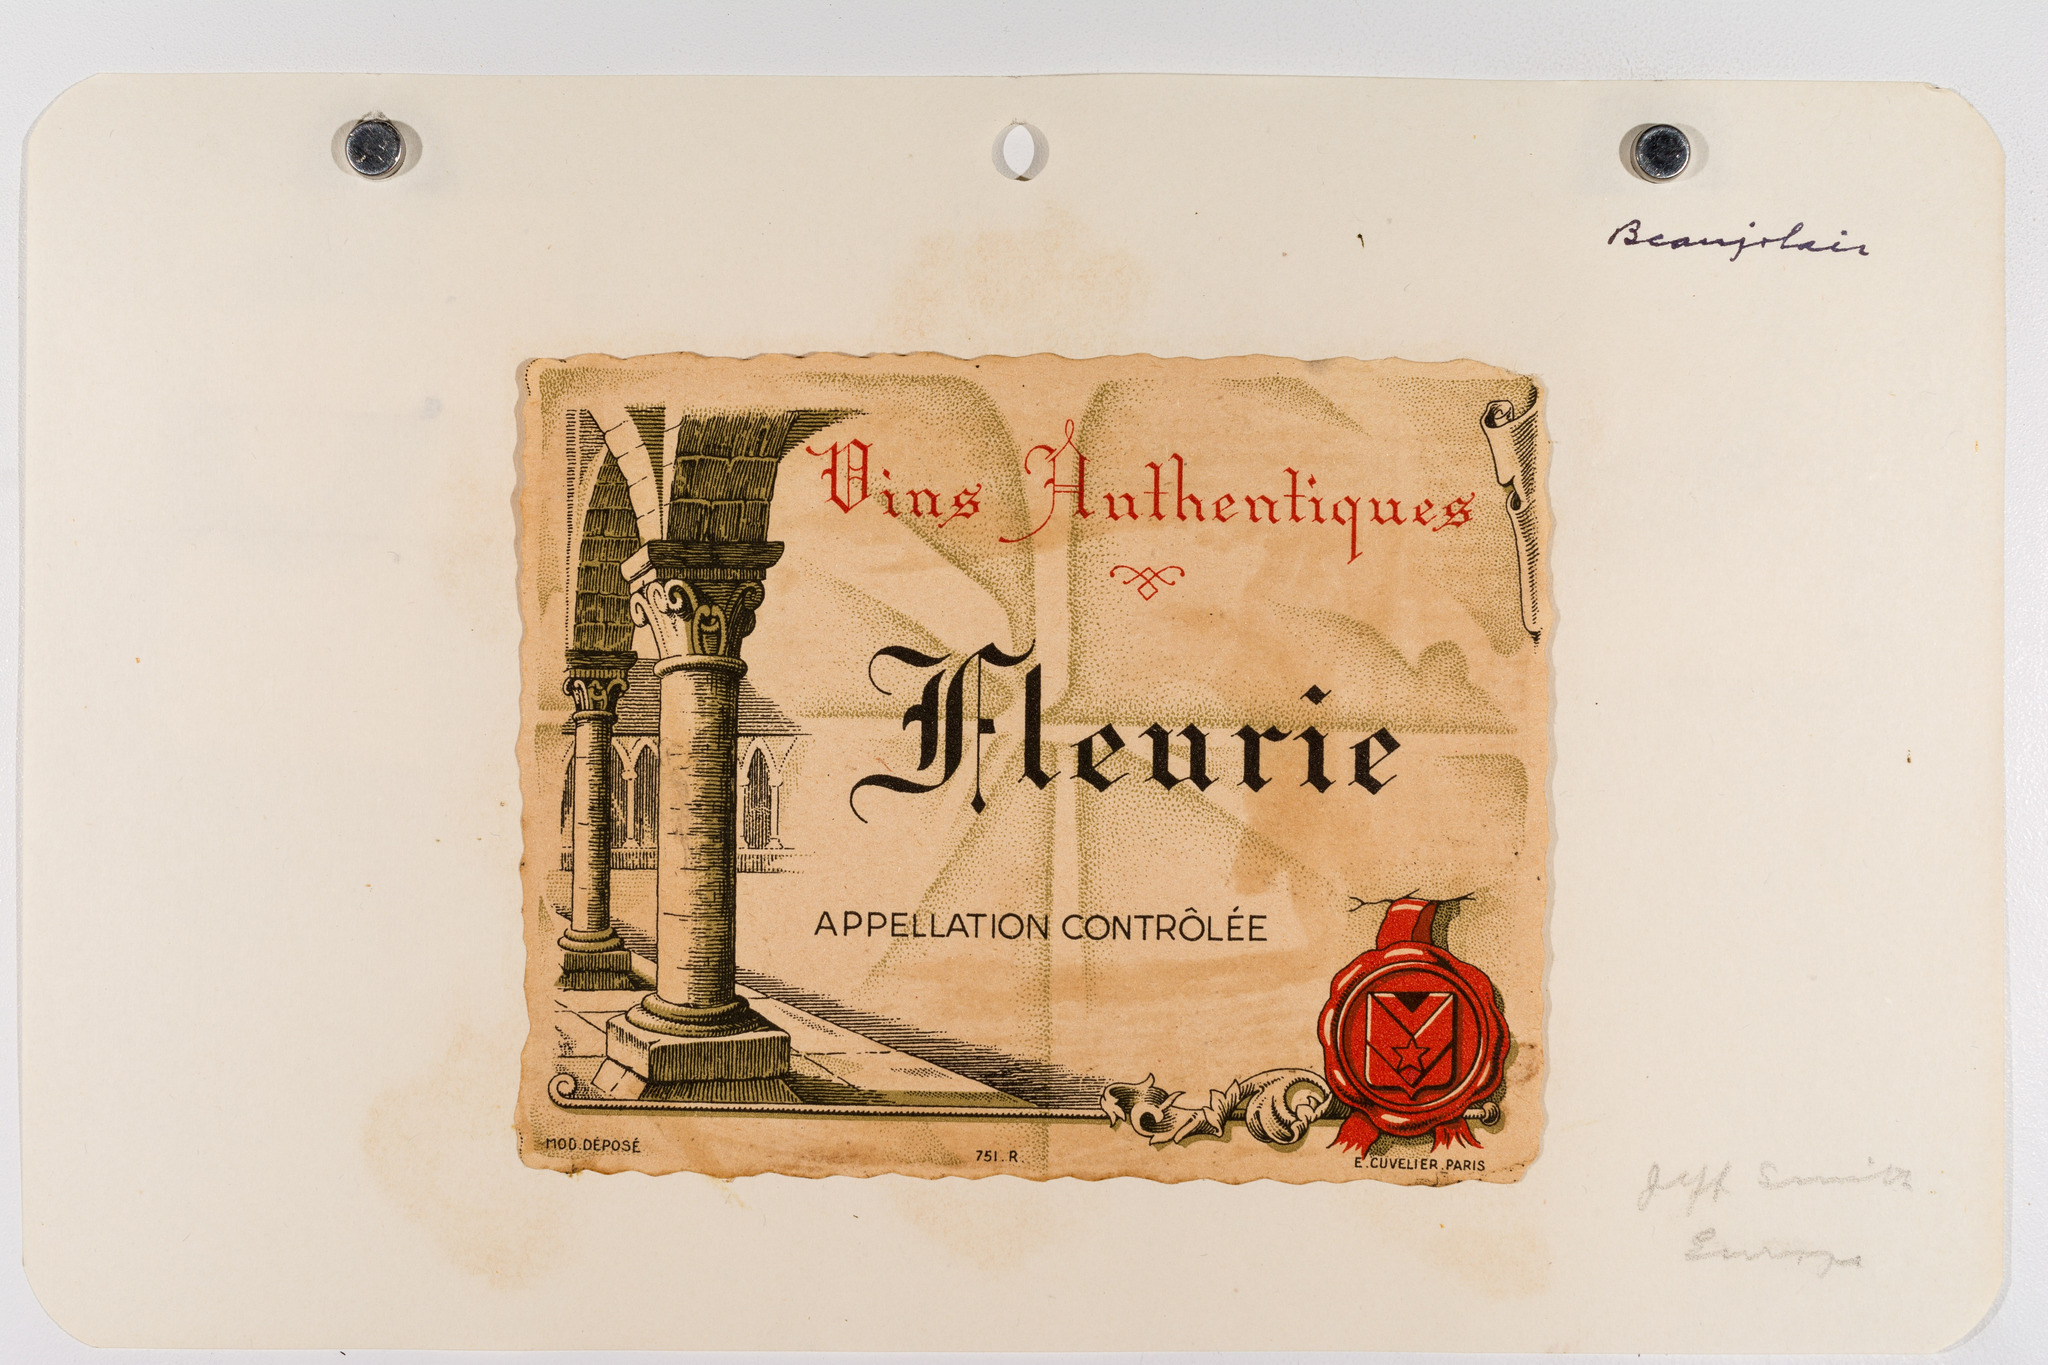 Beaujolais
Vins Authentiques
Fleurie
APPELLATION CONTRÔLÉE
MOD. DÉPOSÉ
751. R.
E. CUVELIER. PARIS
Jeff Smith
Europe